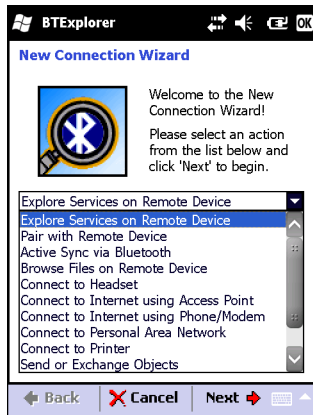 BTExplorer
OK
New Connection Wizard
Welcome to the New
Connection Wizard!
Please select an action
from the list below and
click 'Next' to begin.
Explore Services on Remote Device
Explore Services on Remote Device
Pair with Remote Device
Active Sync via Bluetooth
Browse Files on Remote Device
Connect to Headset
Connect to Internet using Access Point
Connect to Internet using Phone/Modem
Connect to Personal Area Network
Connect to Printer
Send or Exchange Objects
Back
Cancel
Next